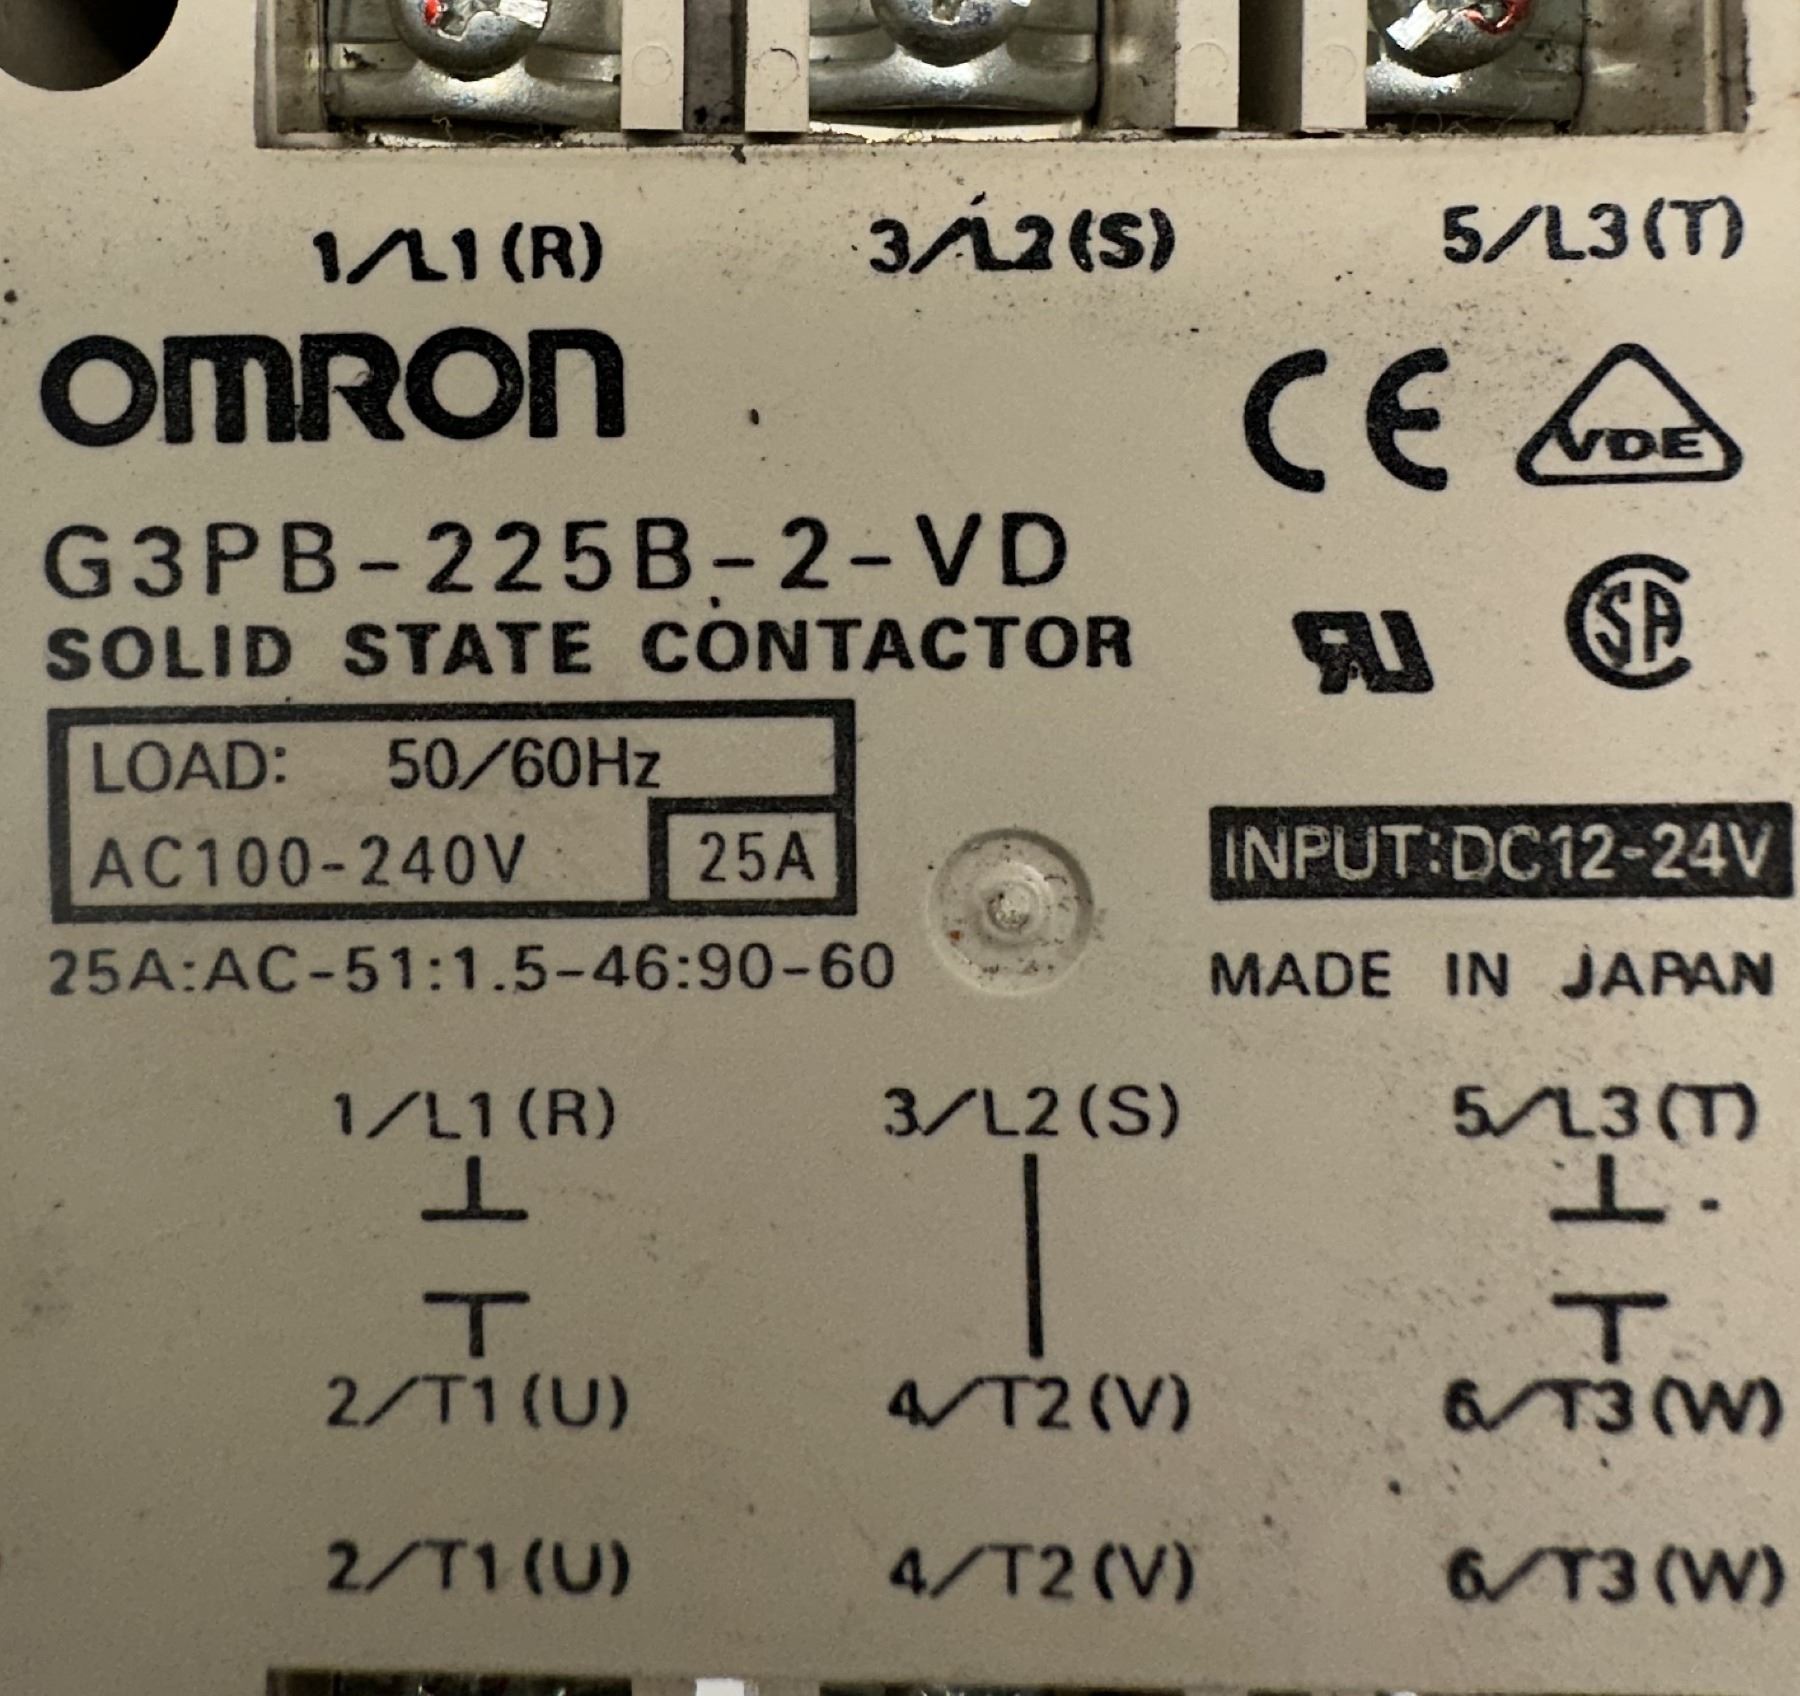 1/L1(R) 3/L2(S) 5/L3(T)
OMRON
CE VDE
G3PB-225B-2-VD
SOLID STATE CONTACTOR
RU CSA
LOAD: 50/60Hz
AC100-240V 25A
INPUT:DC12-24V
25A:AC-51:1.5-46:90-60
MADE IN JAPAN
1/L1(R) 3/L2(S) 5/L3(T)
2/T1(U) 4/T2(V) 6/T3(W)
2/T1(U) 4/T2(V) 6/T3(W)